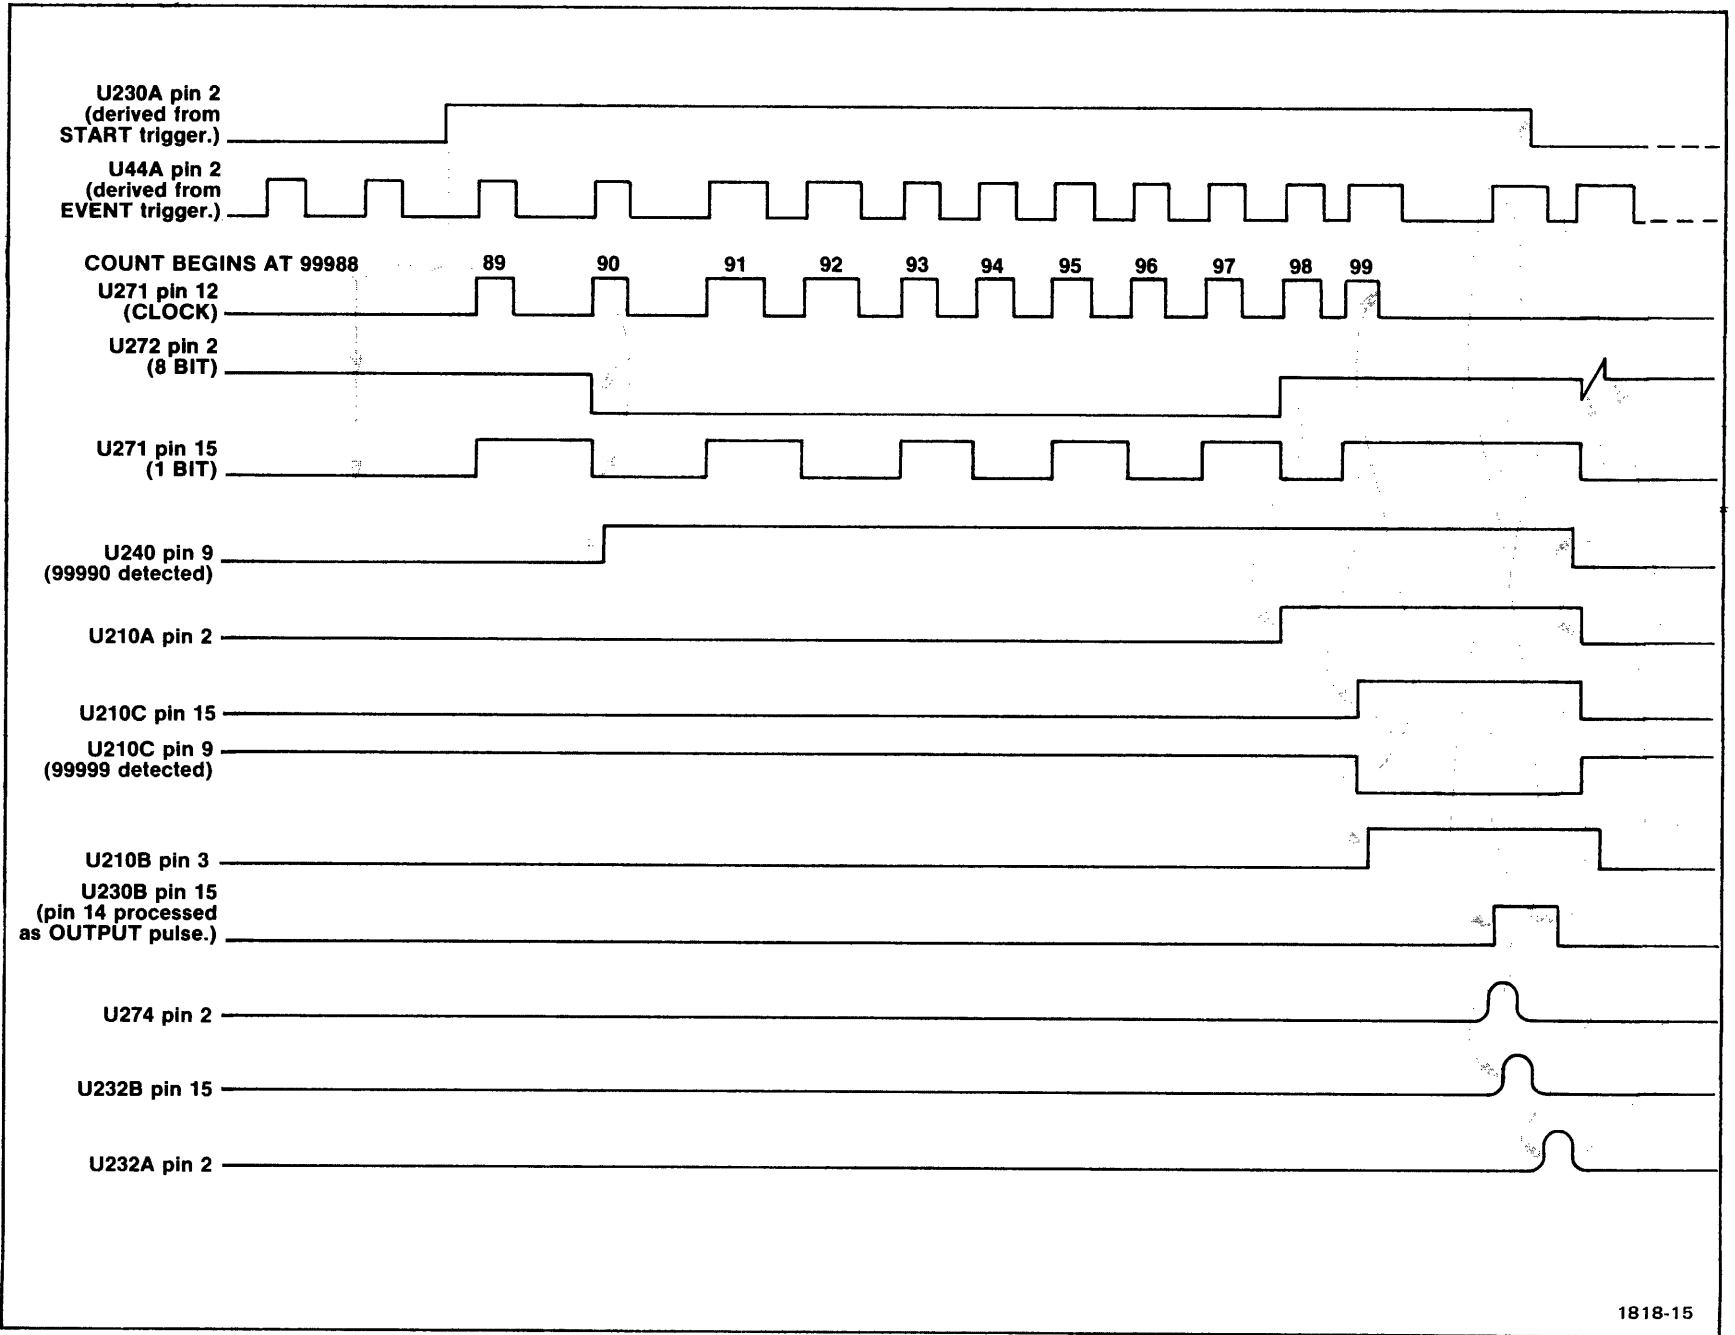 U230A pin 2
(derived from
START trigger.)
U44A pin 2
(derived from
EVENT trigger.)
COUNT BEGINS AT 99988 89 90 91 92 93 94 95 96 97 98 99
U271 pin 12
(CLOCK)
U272 pin 2
(8 BIT)
U271 pin 15
(1 BIT)
U240 pin 9
(99990 detected)
U210A pin 2
U210C pin 15
U210C pin 9
(99999 detected)
U210B pin 3
U230B pin 15
(pin 14 processed
as OUTPUT pulse.)
U274 pin 2
U232B pin 15
U232A pin 2
1818-15